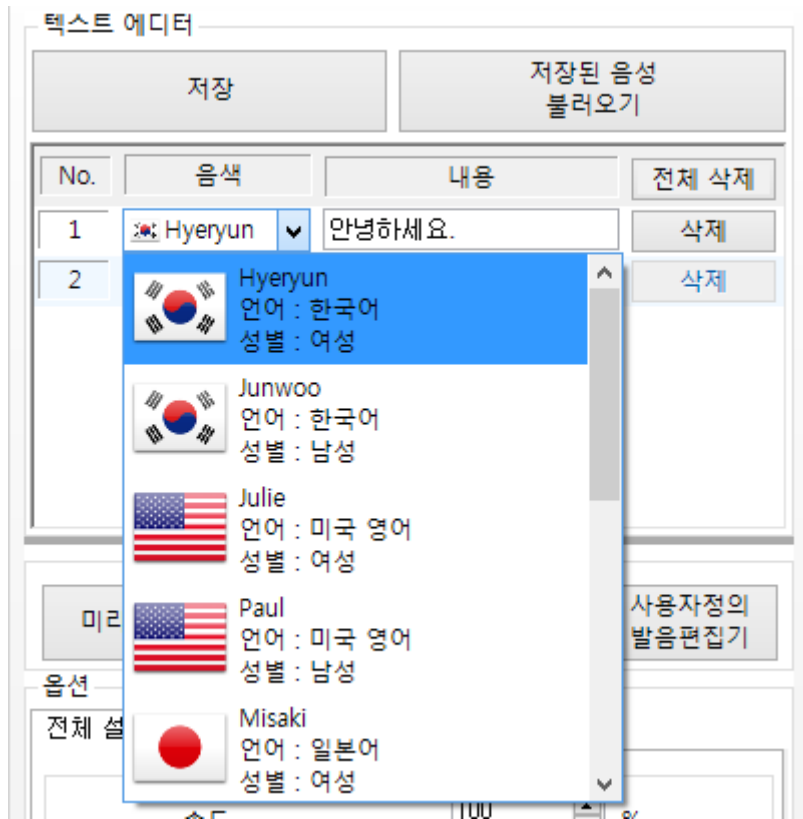 텍스트 에디터
저장
저장된 음성
불러오기
No. 음색 내용 전체 삭제
1 Hyeryun 안녕하세요. 삭제
2 삭제
Hyeryun
언어 : 한국어
성별 : 여성
Junwoo
언어 : 한국어
성별 : 남성
Julie
언어 : 미국 영어
성별 : 여성
Paul
언어 : 미국 영어
성별 : 남성
Misaki
언어 : 일본어
성별 : 여성
사용자정의
발음편집기
옵션
전체
100 %